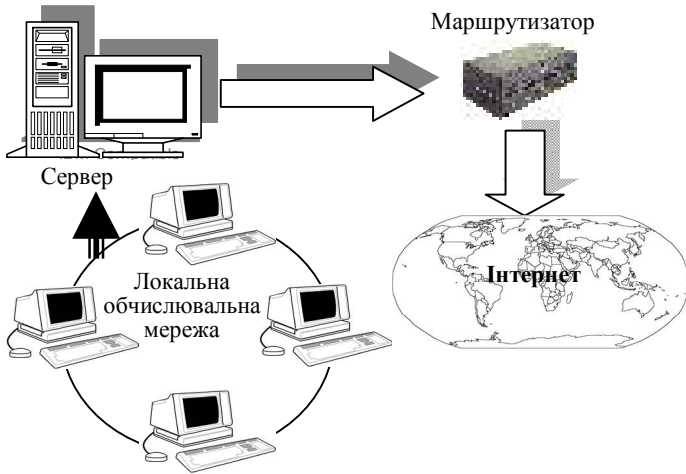 Маршрутизатор
Сервер
Інтернет
Локальна
обчислювальна
мережа